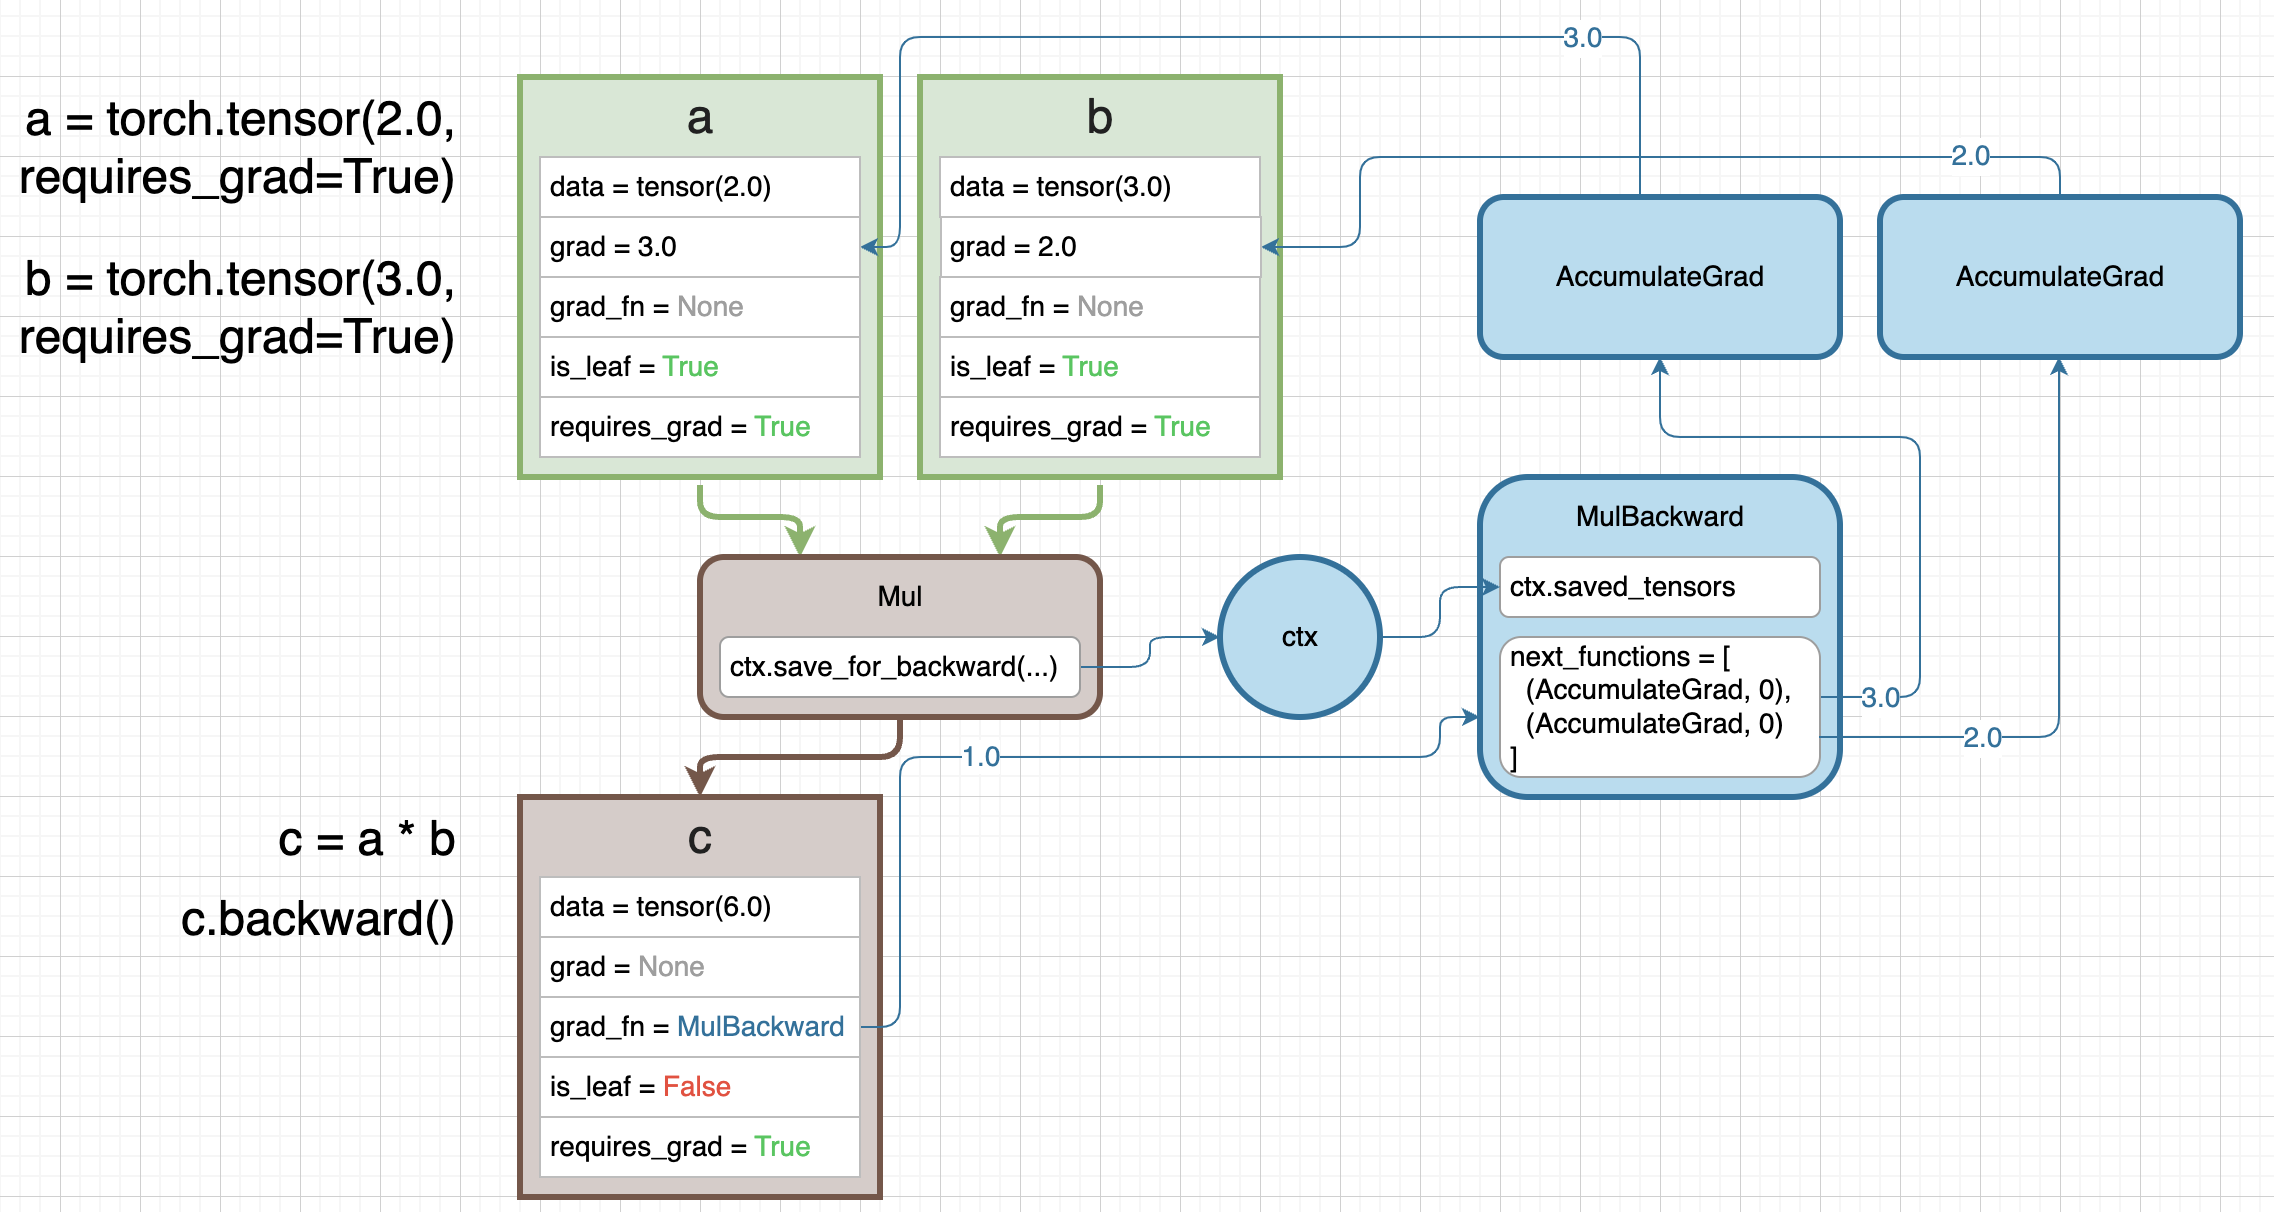 a = torch.tensor(2.0,
requires_grad=True)
b = torch.tensor(3.0,
requires_grad=True)
a
data = tensor(2.0)
grad = 3.0
grad_fn = None
is_leaf = True
requires_grad = True
b
data = tensor(3.0)
grad = 2.0
grad_fn = None
is_leaf = True
requires_grad = True
3.0
2.0
AccumulateGrad
AccumulateGrad
Mul
ctx.save_for_backward(...)
ctx
MulBackward
ctx.saved_tensors
next_functions = [
(AccumulateGrad, 0),
(AccumulateGrad, 0)
]
3.0
2.0
1.0
c = a * b
c.backward()
c
data = tensor(6.0)
grad = None
grad_fn = MulBackward
is_leaf = False
requires_grad = True